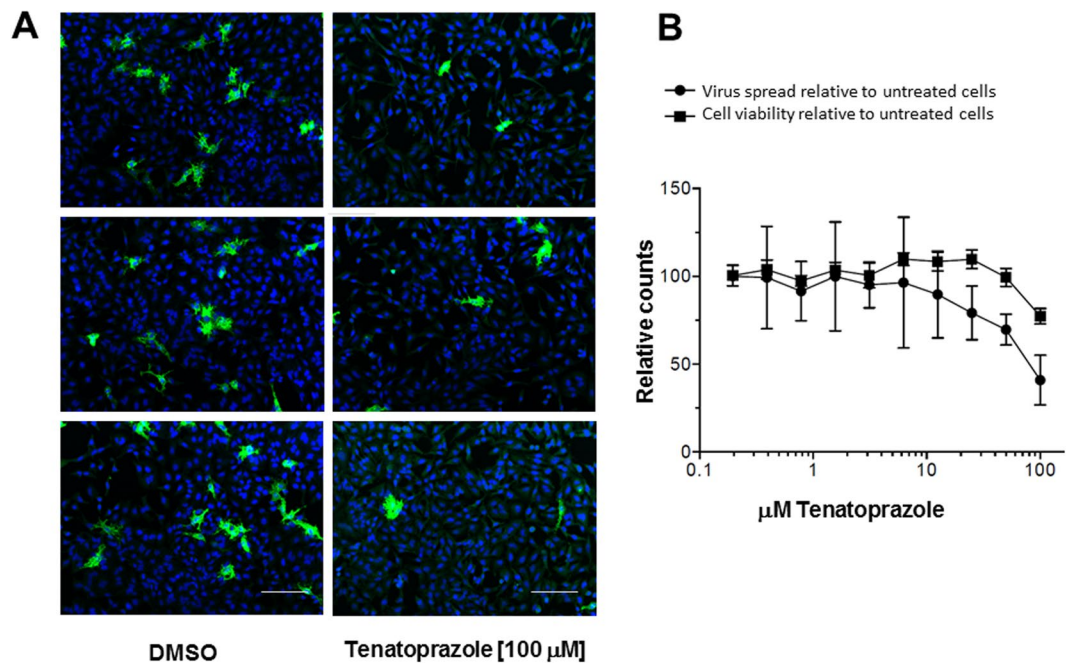 A
B
DMSO
Tenatoprazole [100 μM]
Virus spread relative to untreated cells
Cell viability relative to untreated cells
Relative counts
150
100
50
0
0.1
1
10
100
μM Tenatoprazole